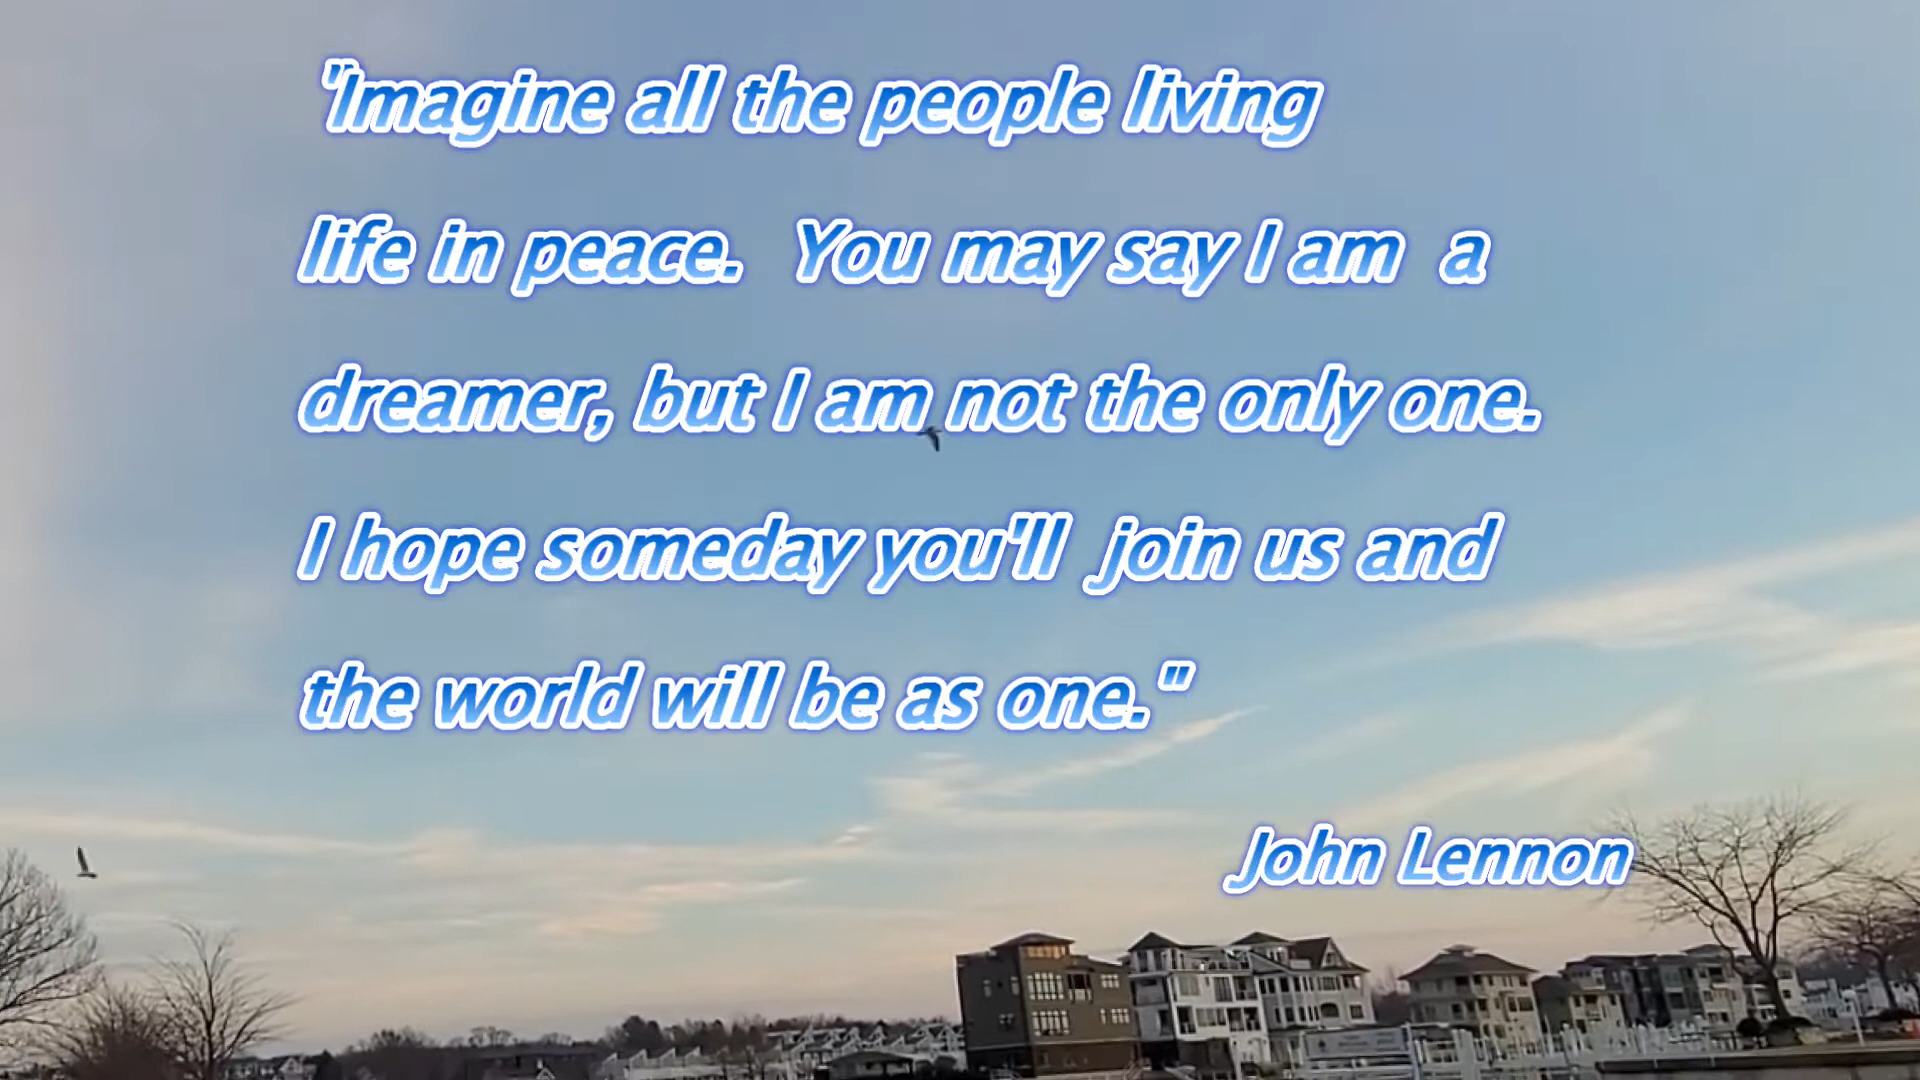 "Imagine all the people living
life in peace. You may say I am a
dreamer, but I am not the only one.
I hope someday you'll join us and
the world will be as one."
John Lennon